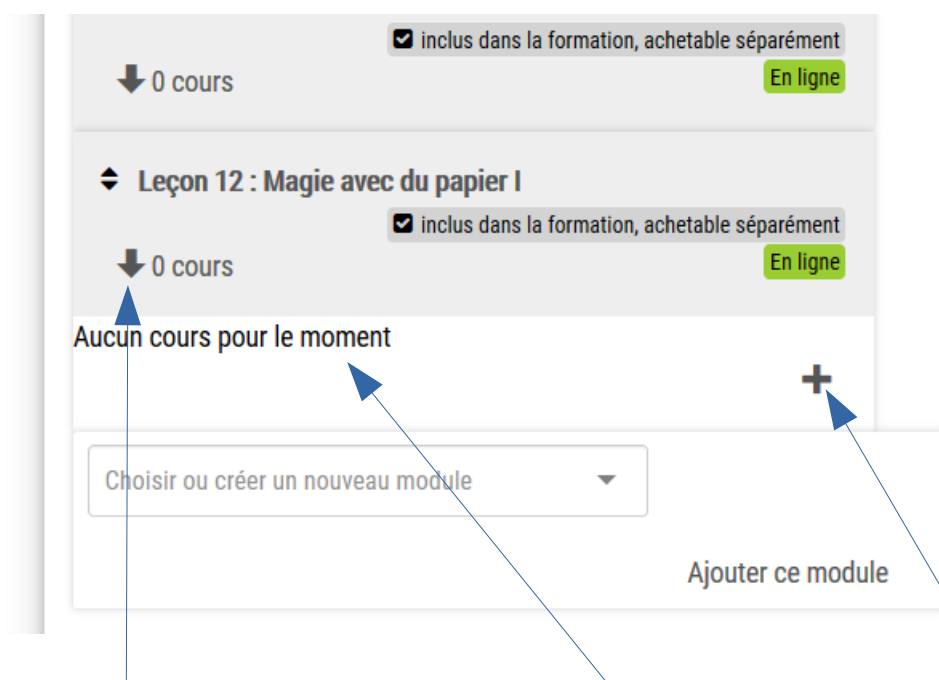 inclus dans la formation, achetable séparément
0 cours
En ligne
Leçon 12 : Magie avec du papier I
inclus dans la formation, achetable séparément
0 cours
En ligne
Aucun cours pour le moment
Choisir ou créer un nouveau module
Ajouter ce module